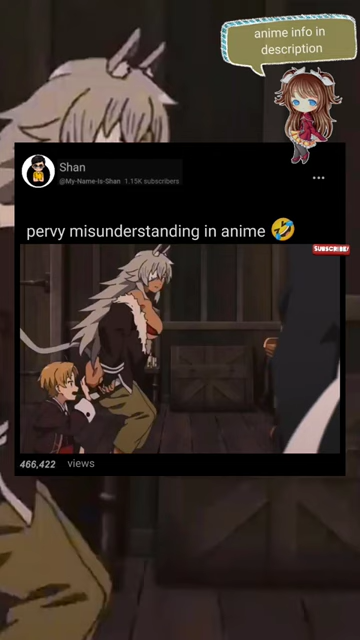 anime info in
description
Shan
@My-Name-Is-Shan 1.15K subscribers
pervy misunderstanding in anime 🤣
SUBSCRIBE!
466,422 views